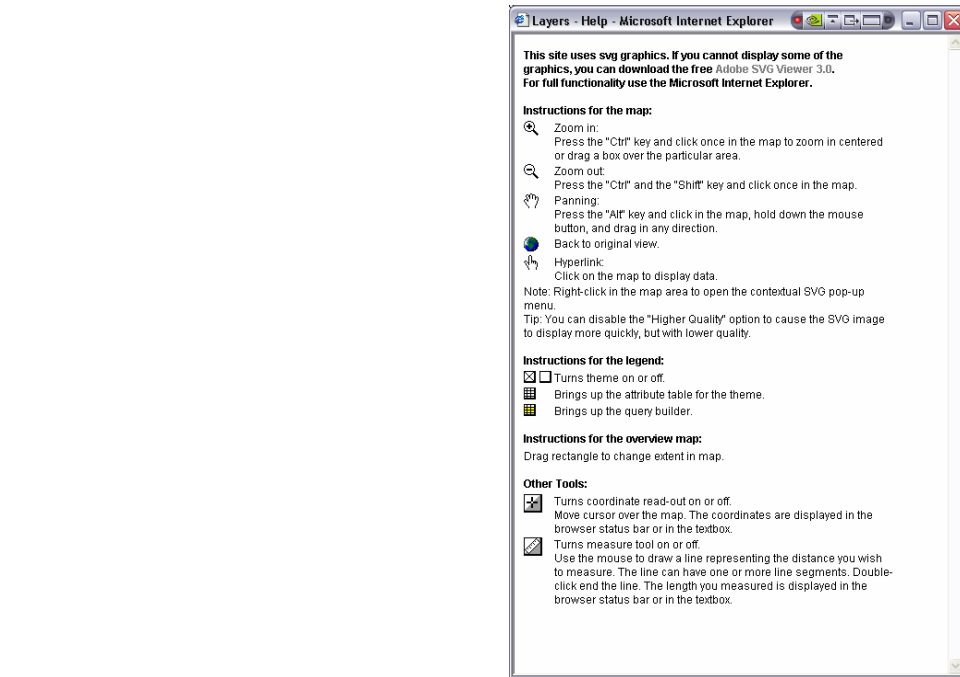 Layers - Help - Microsoft Internet Explorer
This site uses svg graphics. If you cannot display some of the
graphics, you can download the free Adobe SVG Viewer 3.0.
For full functionality use the Microsoft Internet Explorer.
Instructions for the map:
Zoom in:
Press the "Ctrl" key and click once in the map to zoom in centered
or drag a box over the particular area.
Zoom out:
Press the "Ctrl" and the "Shift" key and click once in the map.
Panning:
Press the "Alt" key and click in the map, hold down the mouse
button, and drag in any direction.
Back to original view.
Hyperlink:
Click on the map to display data.
Note: Right-click in the map area to open the contextual SVG pop-up
menu.
Tip: You can disable the "Higher Quality" option to cause the SVG image
to display more quickly, but with lower quality.
Instructions for the legend:
Turns theme on or off.
Brings up the attribute table for the theme.
Brings up the query builder.
Instructions for the overview map:
Drag rectangle to change extent in map.
Other Tools:
Turns coordinate read-out on or off.
Move cursor over the map. The coordinates are displayed in the
browser status bar or in the textbox.
Turns measure tool on or off.
Use the mouse to draw a line representing the distance you wish
to measure. The line can have one or more line segments. Double-
click end the line. The length you measured is displayed in the
browser status bar or in the textbox.